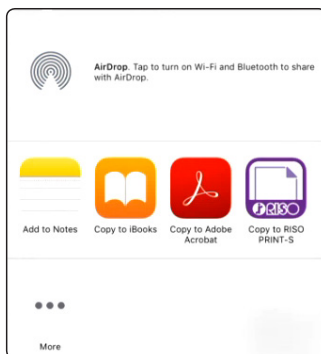 AirDrop. Tap to turn on Wi-Fi and Bluetooth to share
with AirDrop.
RISO
Add to Notes
Copy to iBooks
Copy to Adobe
Acrobat
Copy to RISO
PRINT-S
More